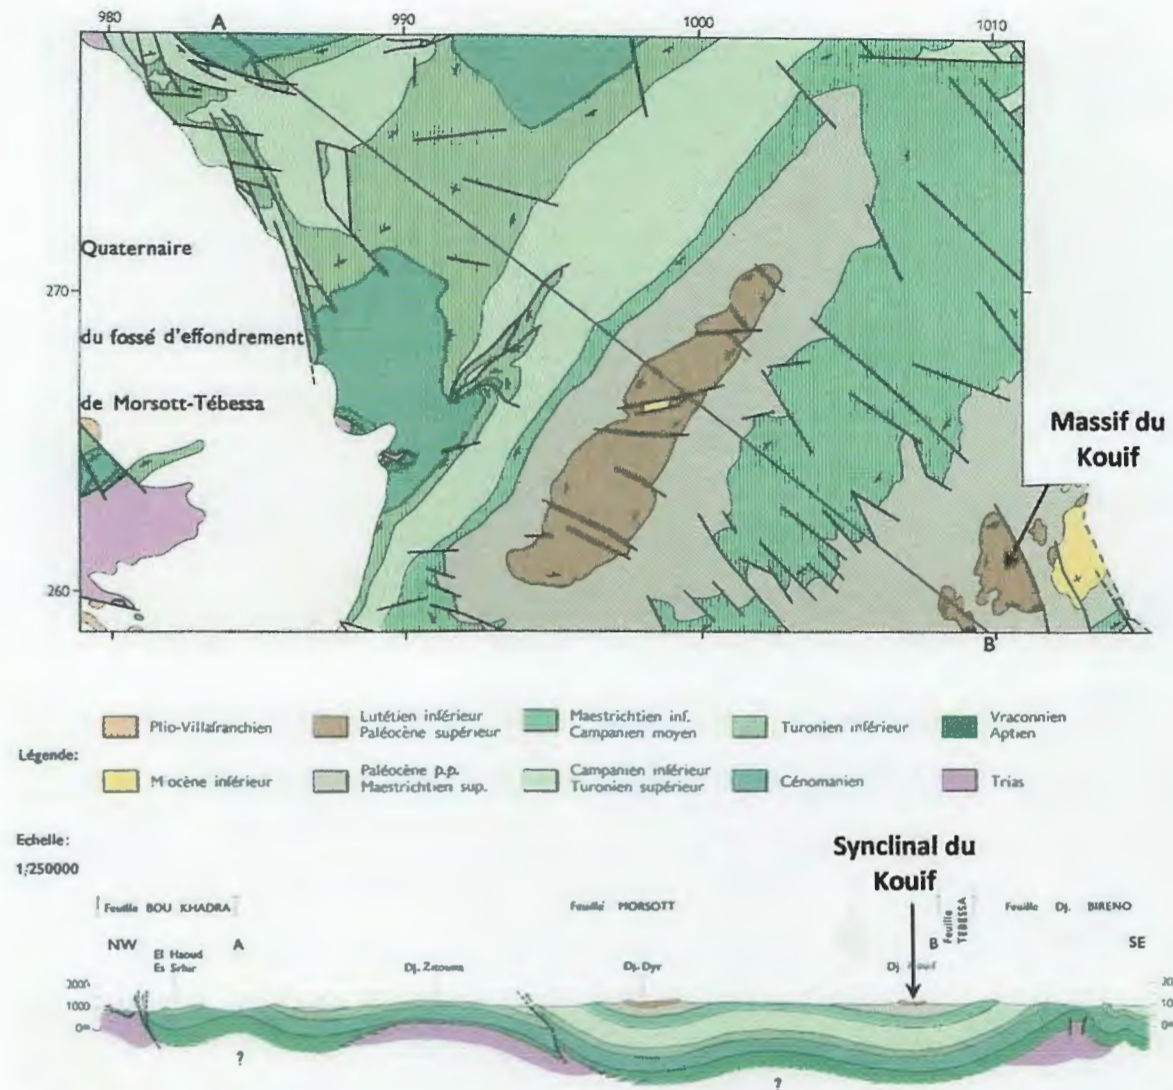 980
A
990
1000
1010
Quaternaire
270
du fossé d'effondrement
de Morsott-Tébessa
Massif du
Kouif
260
B'
Légende:
Plio-Villafranchien
Lutétien inférieur
Paléocène supérieur
Maestrichtien inf.
Campanien moyen
Turonien inférieur
Vraconnien
Aptien
Miocène inférieur
Paléocène p.p.
Maestrichtien sup.
Campanien inférieur
Turonien supérieur
Cénomanien
Trias
Echelle:
1/250000
Synclinal du
Kouif
Feuille BOU KHADRA
Feuille MORSOTT
Feuille TEBESSA
Feuille Dj. BIRENO
NW
A
B
SE
El Haoud
Dj. Zitouna
Dj. Dyr
Dj.
1000
?
?